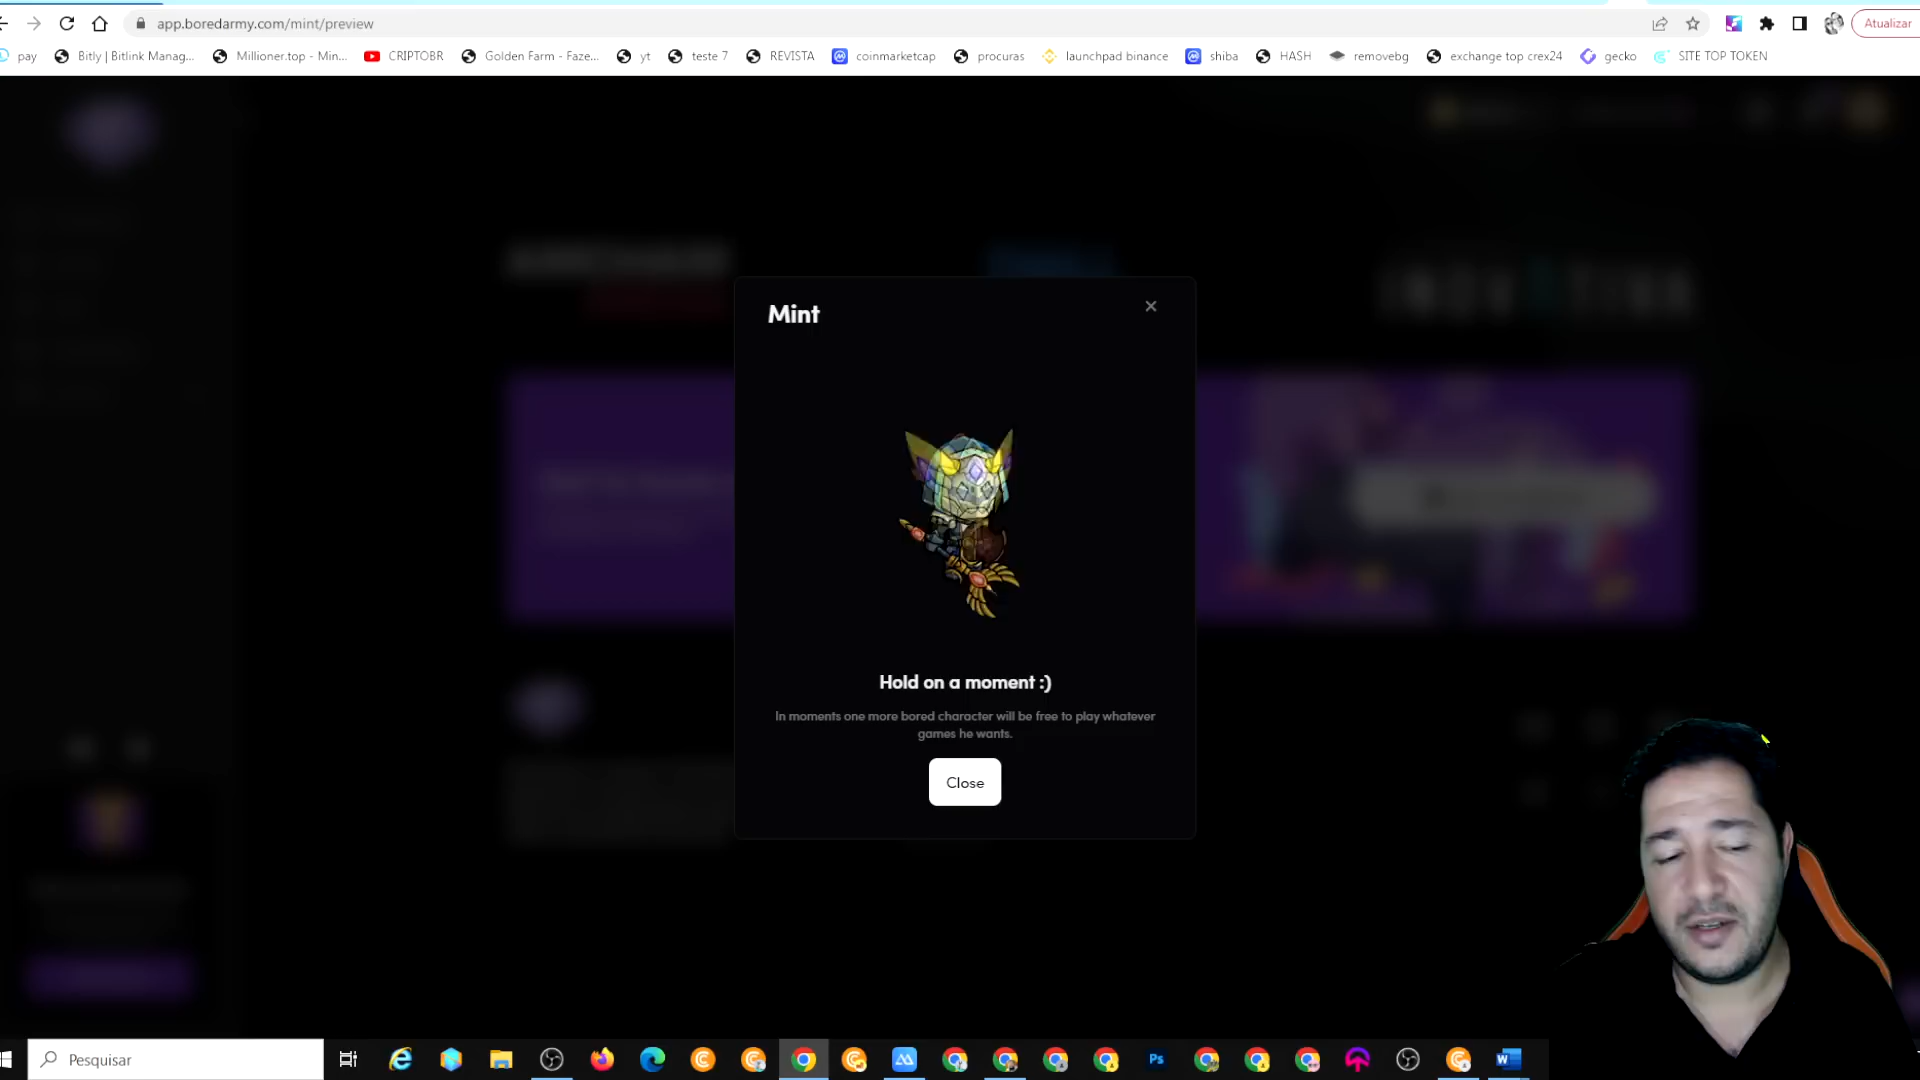 app.boredarmy.com/mint/preview
Atualizar
pay
Bitly | Bitlink Manag...
Millioner.top - Min...
CRIPTOBR
Golden Farm - Faze...
yt
teste 7
REVISTA
coinmarketcap
procuras
launchpad binance
shiba
HASH
removebg
exchange top crex24
gecko
SITE TOP TOKEN
Mint
Hold on a moment :)
In moments one more bored character will be free to play whatever
games he wants.
Close
Pesquisar
Ps